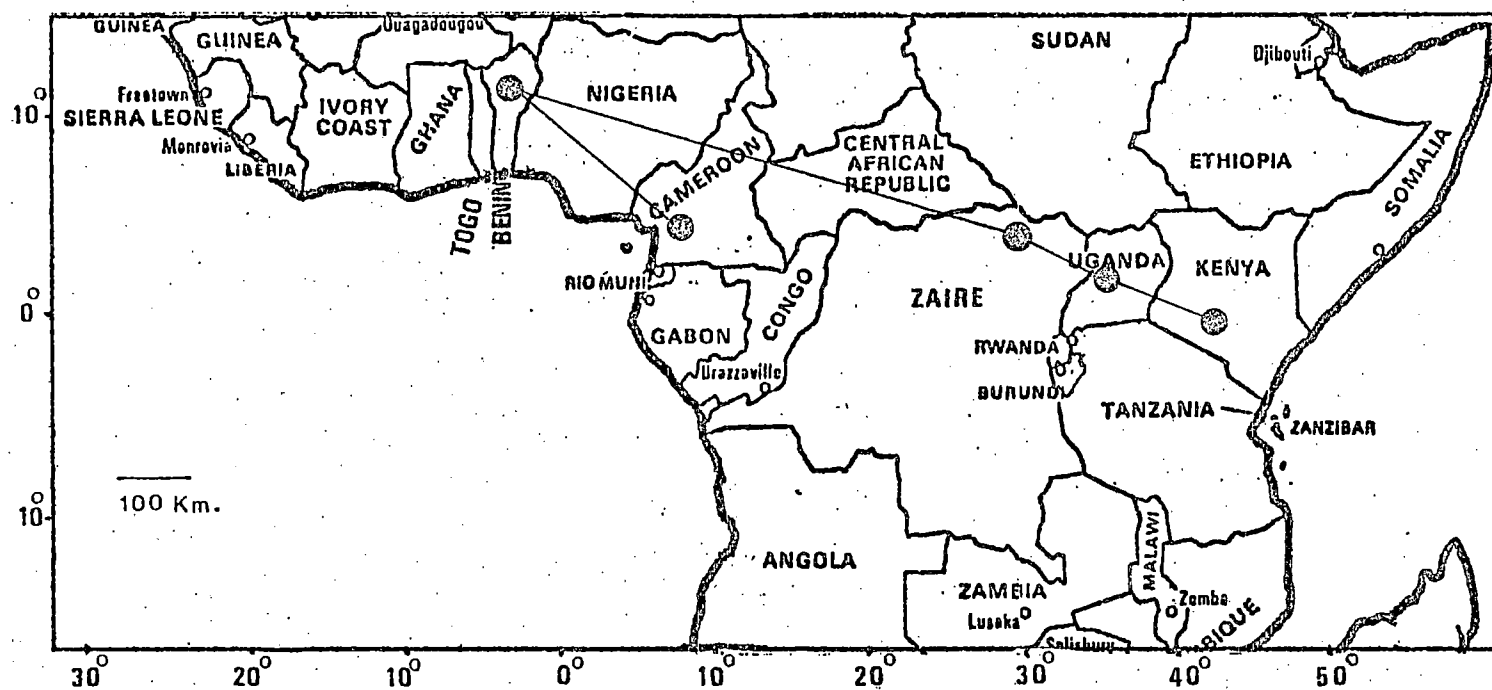 GUINEA
GUINEA
Ouagadougou
SUDAN
Djibouti
10°
Freetown
SIERRA LEONE
IVORY
COAST
GHANA
NIGERIA
Monrovia
LIBERIA
TOGO
BENIN
CAMEROON
CENTRAL
AFRICAN
REPUBLIC
ETHIOPIA
SOMALIA
UGANDA
KENYA
RIO MUNI
0°
GABON
CONGO
ZAIRE
RWANDA
BURUNDI
TANZANIA
ZANZIBAR
100 Km.
10°
ANGOLA
ZAMBIA
Lusaka
MALAWI
Zomba
Salisbury
BIQUE
30° 20° 10° 0° 10° 20° 30° 40° 50°